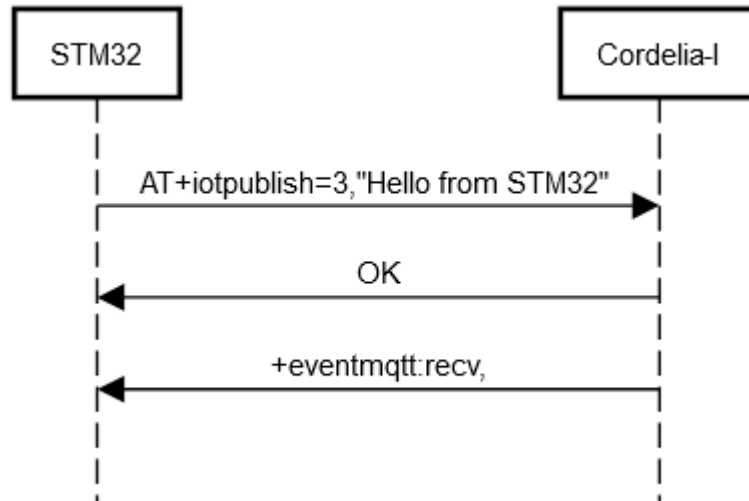 STM32
Cordelia-I
AT+iotpublish=3,"Hello from STM32"
OK
+eventmqtt:recv,